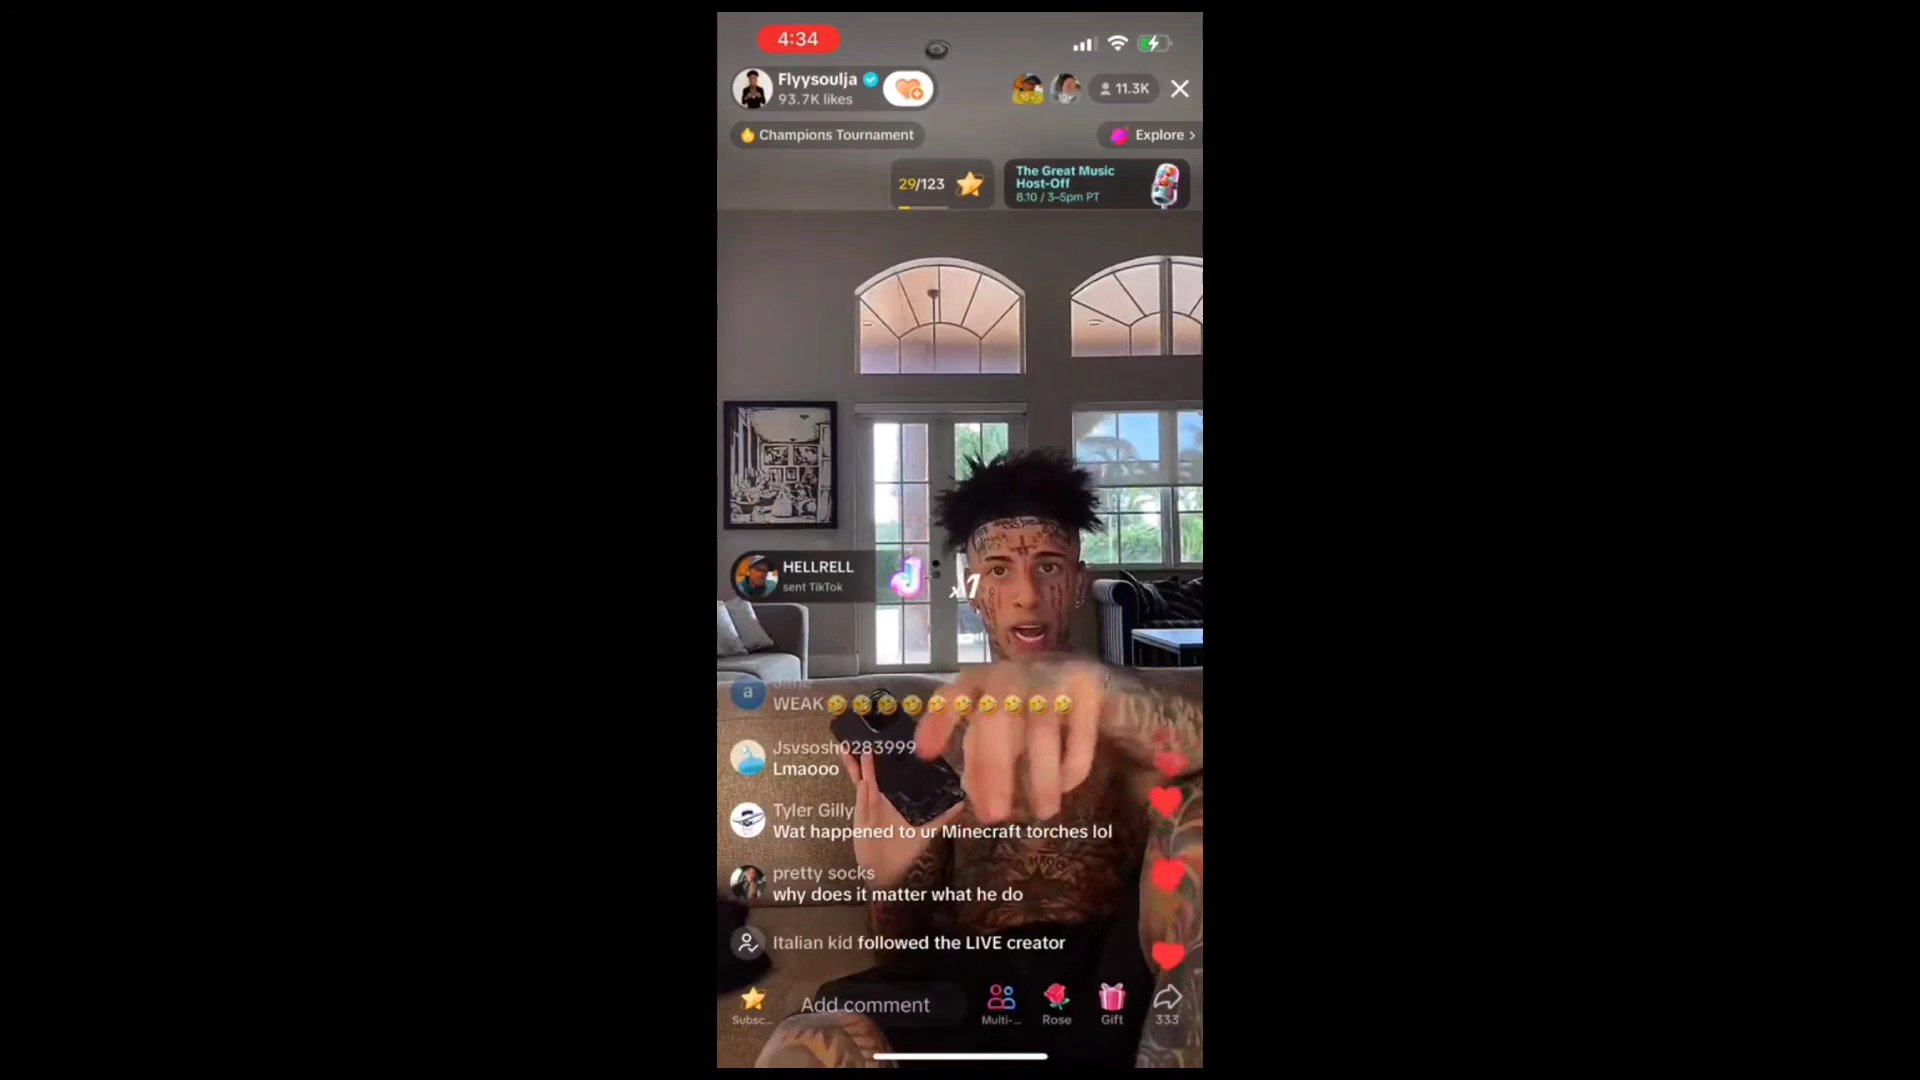 4:34
Flyysoulja
93.7K likes
11.3K
Champions Tournament
Explore >
29/123
The Great Music
Host-Off
8.10 / 3-5pm PT
HELLRELL
sent TikTok
x1
a
Jane
WEAK🤣🤣🤣🤣🤣🤣🤣🤣🤣🤣
Jsvsosh0283999
Lmaooo
Tyler Gilly
Wat happened to ur Minecraft torches lol
pretty socks
why does it matter what he do
Italian kid followed the LIVE creator
Subsc...
Add comment
Multi-...
Rose
Gift
333